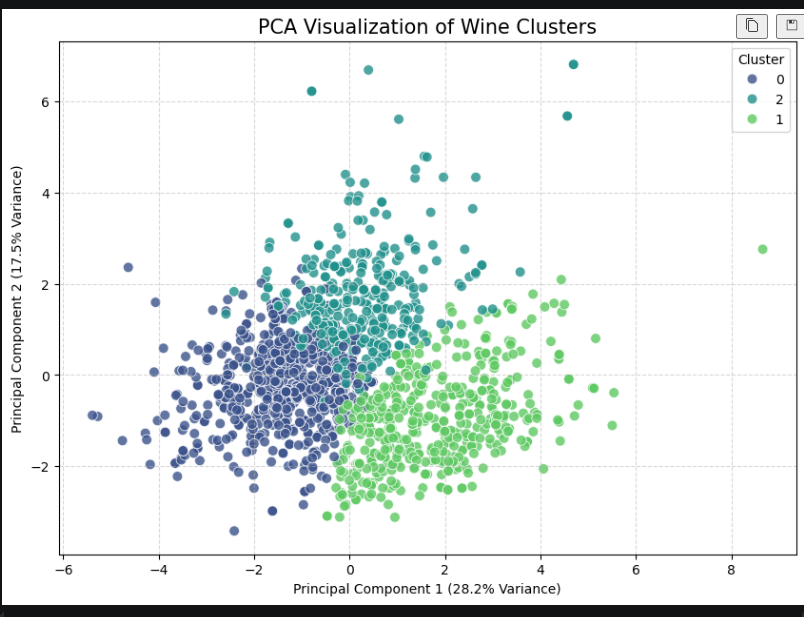 PCA Visualization of Wine Clusters
Cluster
0
2
1
6
4
2
0
−2
Principal Component 2 (17.5% Variance)
−6 −4 −2 0 2 4 6 8
Principal Component 1 (28.2% Variance)